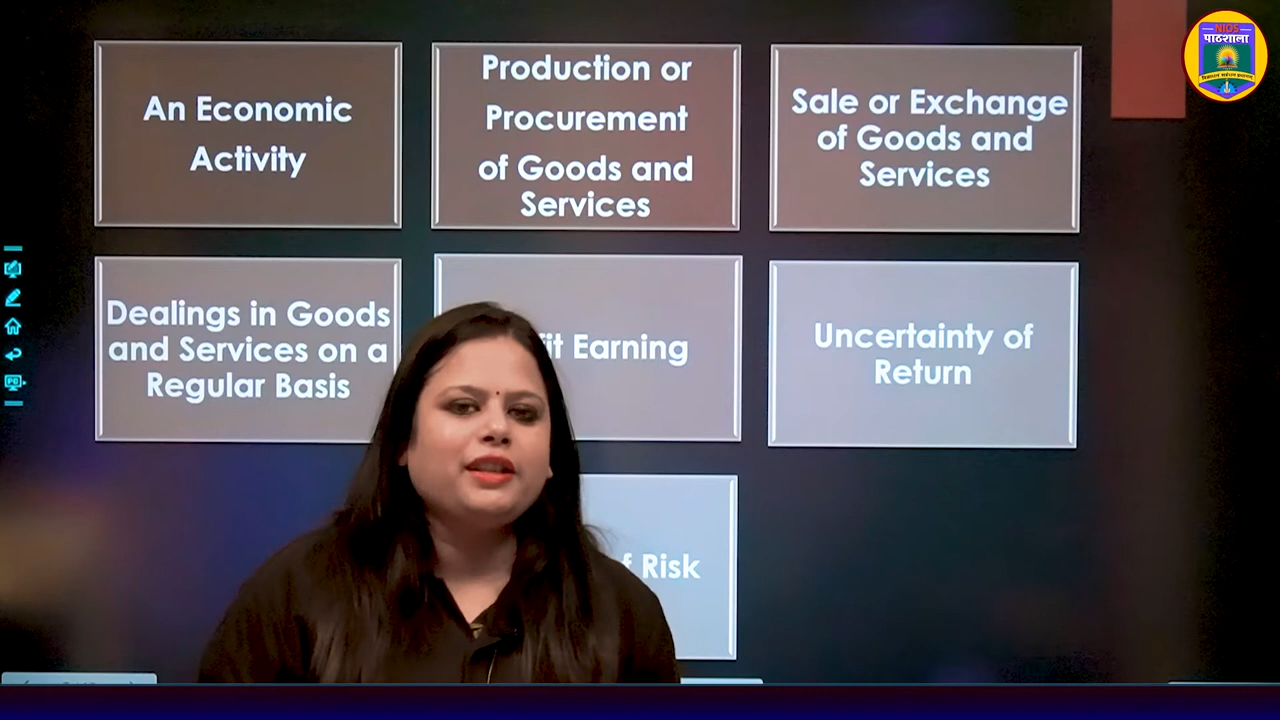 An Economic
Activity
Production or
Procurement
of Goods and
Services
Sale or Exchange
of Goods and
Services
Dealings in Goods
and Services on a
Regular Basis
Earning
Uncertainty of
Return
Risk
NIOS
पाठशाला